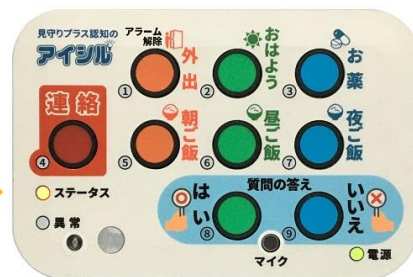 見守りプラス認知の
アイシル
アラーム
解除
外出
①
おはよう
②
お薬
③
連絡
④
朝ご飯
⑤
昼ご飯
⑥
夜ご飯
⑦
質問の答え
はい
⑧
いいえ
⑨
ステータス
異常
マイク
電源